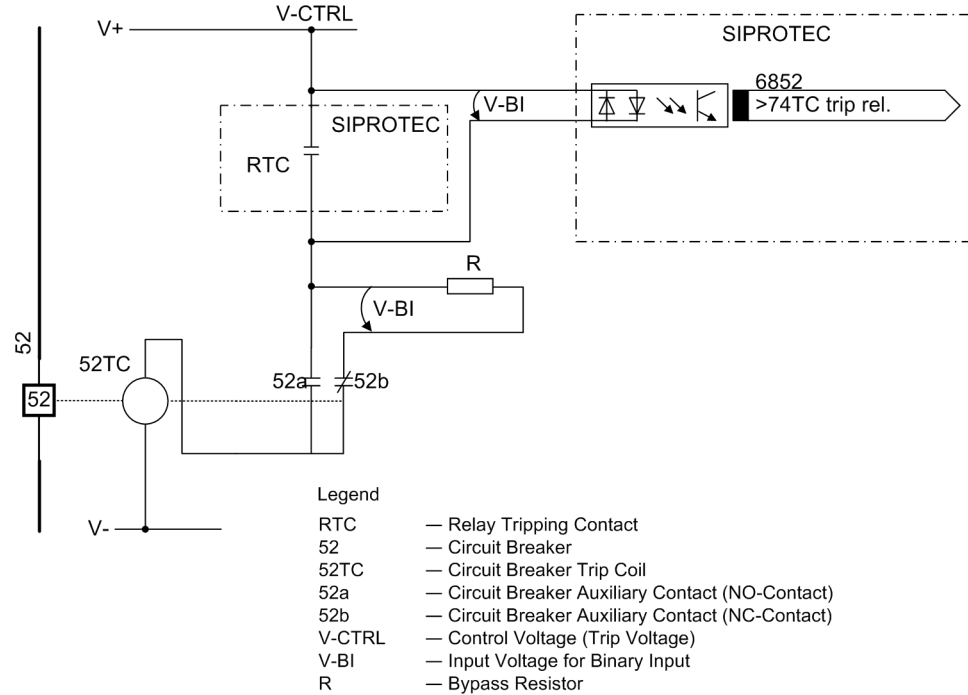 V-CTRL
V+
SIPROTEC
6852
V-BI
>74TC trip rel.
SIPROTEC
RTC
R
V-BI
52
52TC
52a
52b
52
V-
Legend
RTC — Relay Tripping Contact
52 — Circuit Breaker
52TC — Circuit Breaker Trip Coil
52a — Circuit Breaker Auxiliary Contact (NO-Contact)
52b — Circuit Breaker Auxiliary Contact (NC-Contact)
V-CTRL — Control Voltage (Trip Voltage)
V-BI — Input Voltage for Binary Input
R — Bypass Resistor